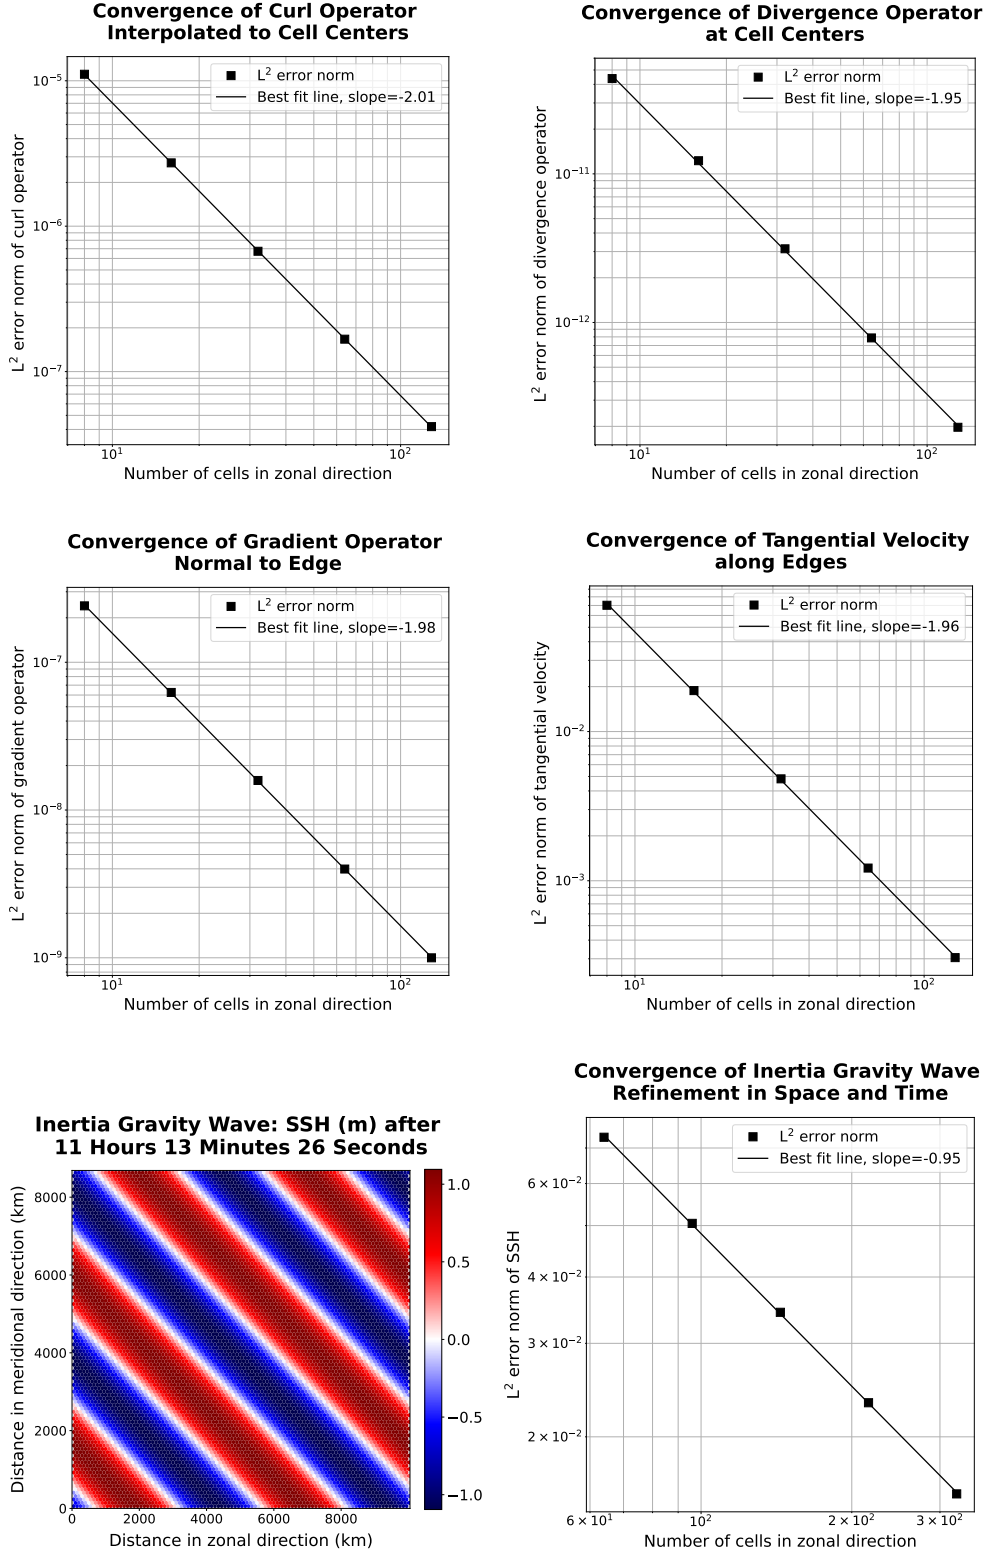 Convergence of Curl Operator
Interpolated to Cell Centers
L² error norm
Best fit line, slope=-2.01
10⁻⁵
10⁻⁶
10⁻⁷
L² error norm of curl operator
10¹
10²
Number of cells in zonal direction
Convergence of Divergence Operator
at Cell Centers
L² error norm
Best fit line, slope=-1.95
10⁻¹¹
10⁻¹²
L² error norm of divergence operator
10¹
10²
Number of cells in zonal direction
Convergence of Gradient Operator
Normal to Edge
L² error norm
Best fit line, slope=-1.98
10⁻⁷
10⁻⁸
10⁻⁹
L² error norm of gradient operator
10¹
10²
Number of cells in zonal direction
Convergence of Tangential Velocity
along Edges
L² error norm
Best fit line, slope=-1.96
10⁻²
10⁻³
L² error norm of tangential velocity
10¹
10²
Number of cells in zonal direction
Inertia Gravity Wave: SSH (m) after
11 Hours 13 Minutes 26 Seconds
8000
6000
4000
2000
0
Distance in meridional direction (km)
0
2000
4000
6000
8000
Distance in zonal direction (km)
1.0
0.5
0.0
−0.5
−1.0
Convergence of Inertia Gravity Wave
Refinement in Space and Time
L² error norm
Best fit line, slope=-0.95
6 × 10⁻²
4 × 10⁻²
3 × 10⁻²
2 × 10⁻²
L² error norm of SSH
6 × 10¹
10²
2 × 10²
3 × 10²
Number of cells in zonal direction